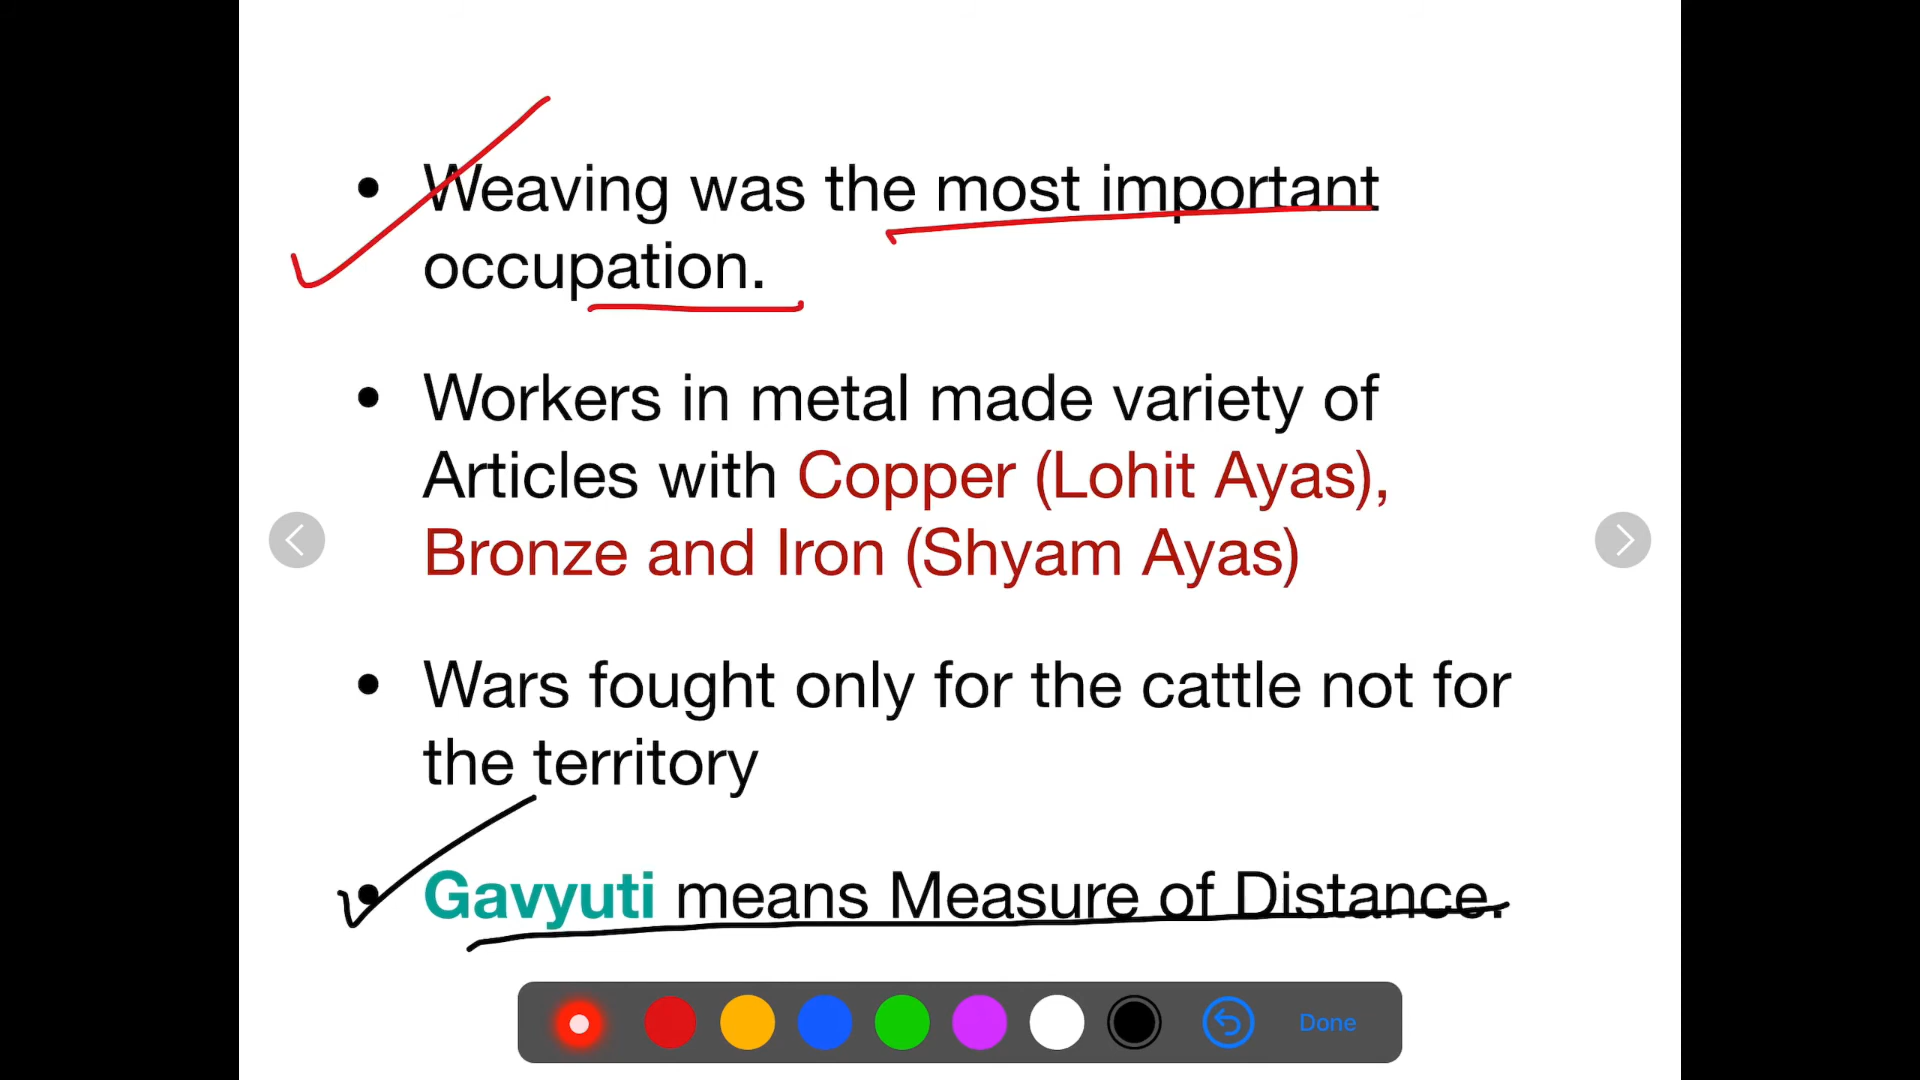 • Weaving was the most important
occupation.
• Workers in metal made variety of
Articles with Copper (Lohit Ayas),
Bronze and Iron (Shyam Ayas)
• Wars fought only for the cattle not for
the territory
• Gavyuti means Measure of Distance.
Done